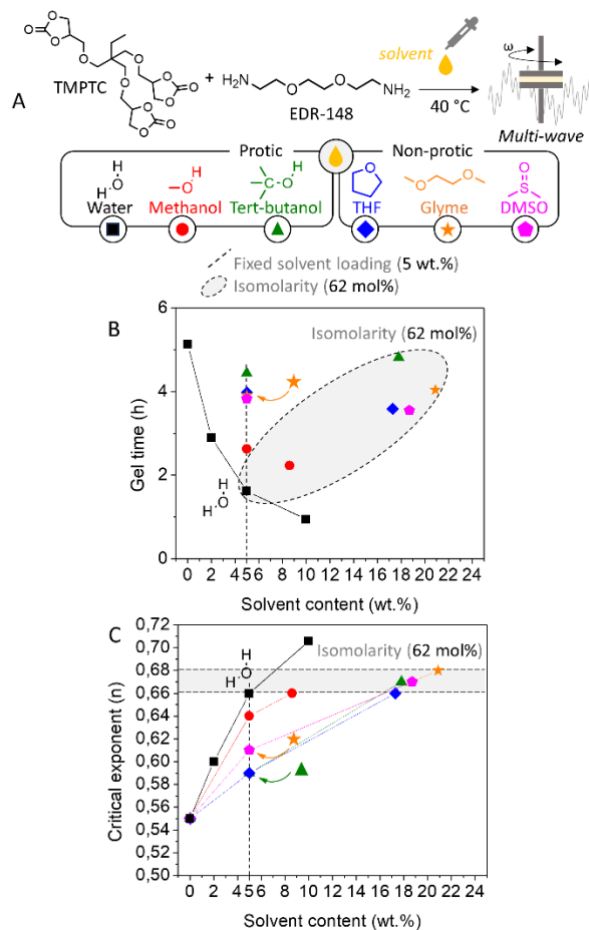 A
TMPTC
+
H₂N
NH₂
EDR-148
solvent
40 °C
ω
Multi-wave
Protic
Non-protic
Water
Methanol
Tert-butanol
THF
Glyme
DMSO
Fixed solvent loading (5 wt.%)
Isomolarity (62 mol%)
B
Isomolarity (62 mol%)
Gel time (h)
6
4
2
0
H
H·O
0 2 4 5 6 8 10 12 14 16 18 20 22 24
Solvent content (wt.%)
C
Isomolarity (62 mol%)
Critical exponent (n)
0,72
0,70
0,68
0,66
0,64
0,62
0,60
0,58
0,56
0,54
0,52
0,50
H
H·O
0 2 4 5 6 8 10 12 14 16 18 20 22 24
Solvent content (wt.%)